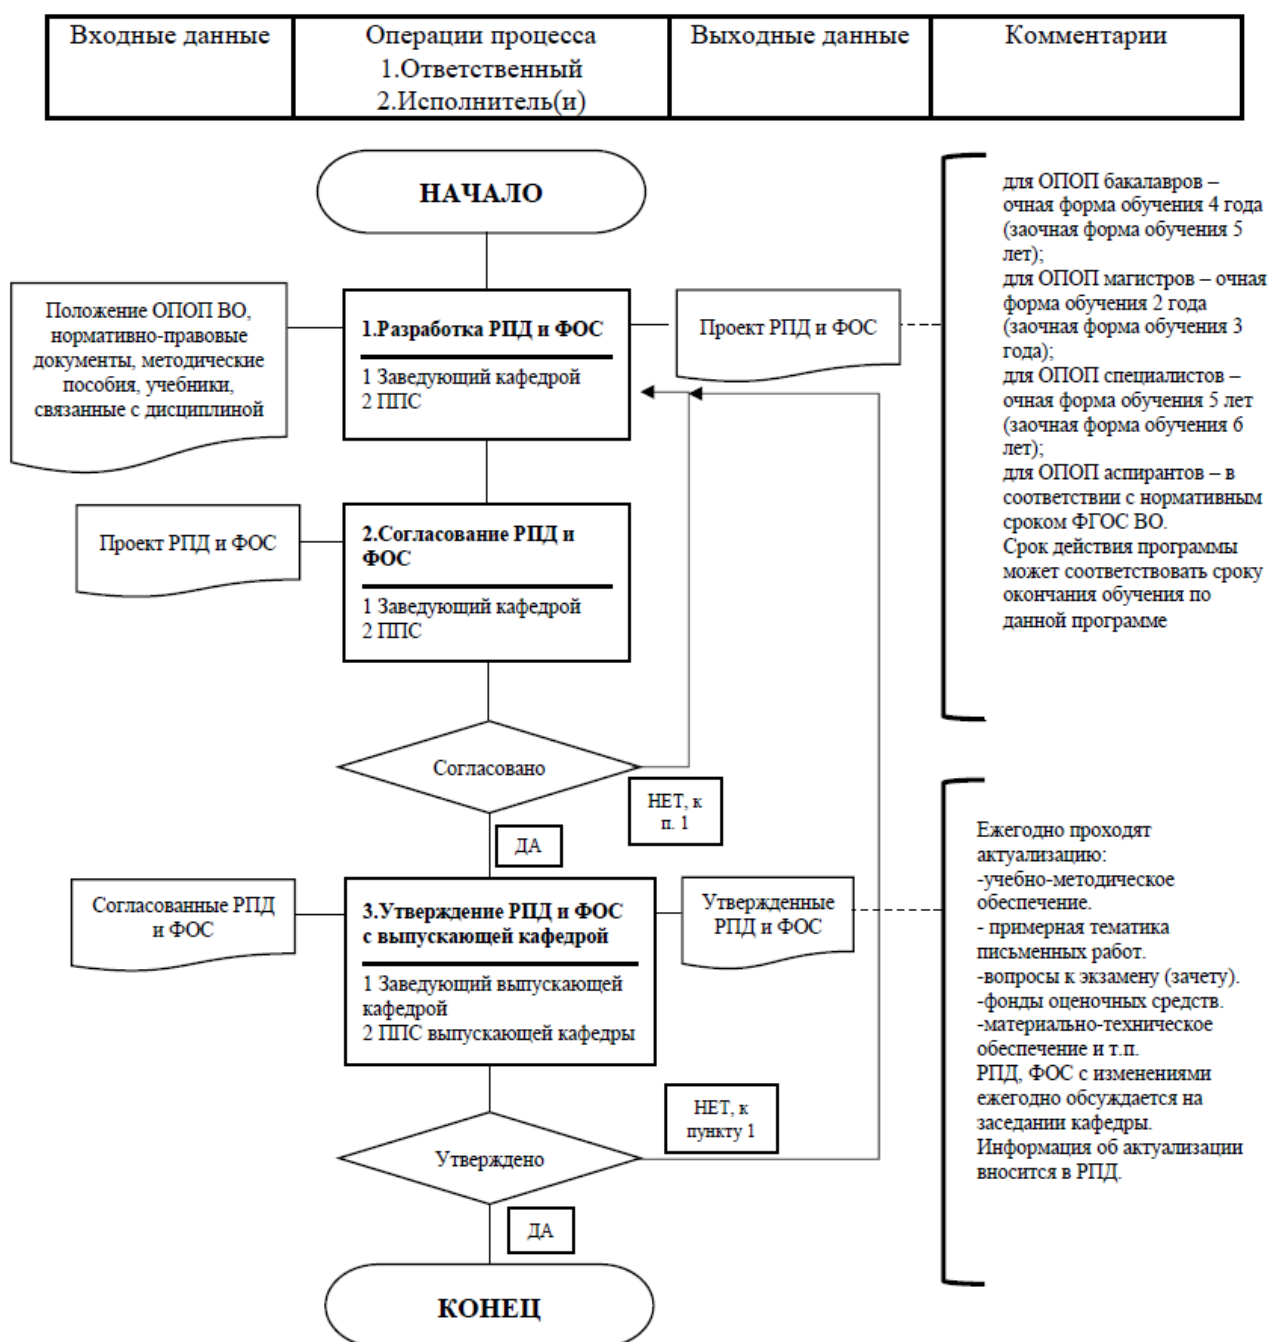 Входные данные
Операции процесса
1.Ответственный
2.Исполнитель(и)
Выходные данные
Комментарии
НАЧАЛО
Положение ОПОП ВО,
нормативно-правовые
документы, методические
пособия, учебники,
связанные с дисциплиной
1.Разработка РПД и ФОС
1 Заведующий кафедрой
2 ППС
Проект РПД и ФОС
для ОПОП бакалавров –
очная форма обучения 4 года
(заочная форма обучения 5
лет);
для ОПОП магистров – очная
форма обучения 2 года
(заочная форма обучения 3
года);
для ОПОП специалистов –
очная форма обучения 5 лет
(заочная форма обучения 6
лет);
для ОПОП аспирантов – в
соответствии с нормативным
сроком ФГОС ВО.
Срок действия программы
может соответствовать сроку
окончания обучения по
данной программе
Проект РПД и ФОС
2.Согласование РПД и
ФОС
1 Заведующий кафедрой
2 ППС
Согласовано
НЕТ, к
п. 1
ДА
Согласованные РПД
и ФОС
3.Утверждение РПД и ФОС
с выпускающей кафедрой
1 Заведующий выпускающей
кафедрой
2 ППС выпускающей кафедры
Утвержденные
РПД и ФОС
Ежегодно проходят
актуализацию:
-учебно-методическое
обеспечение.
- примерная тематика
письменных работ.
-вопросы к экзамену (зачету).
-фонды оценочных средств.
-материально-техническое
обеспечение и т.п.
РПД, ФОС с изменениями
ежегодно обсуждается на
заседании кафедры.
Информация об актуализации
вносится в РПД.
НЕТ, к
пункту 1
Утверждено
ДА
КОНЕЦ